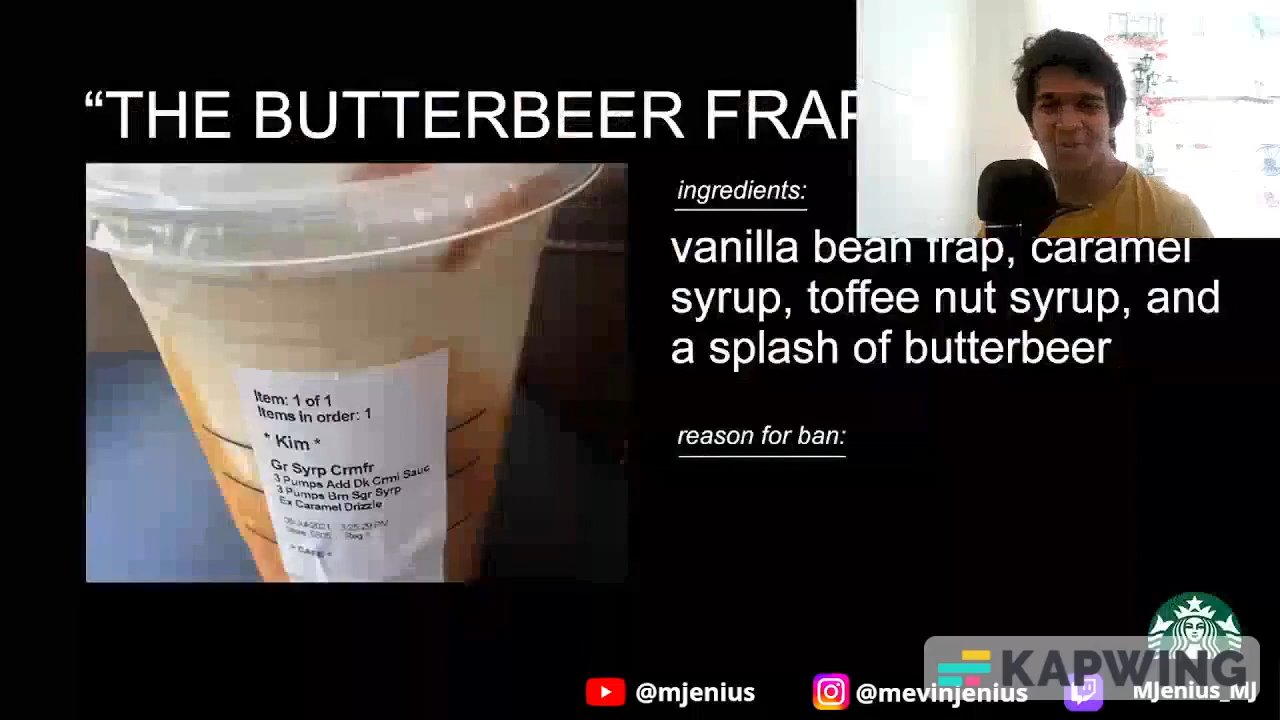 “THE BUTTERBEER FRAP
ingredients:
vanilla bean frap, caramel
syrup, toffee nut syrup, and
a splash of butterbeer
reason for ban:
Item: 1 of 1
Items in order: 1
* Kim *
Gr Syrp Crmfr
3 Pumps Add Dk Crml Sauc
3 Pumps Brn Sgr Syrp
Ex Caramel Drizzle
KAPWING
@mjenius
@mevinjenius
MJenius_MJ